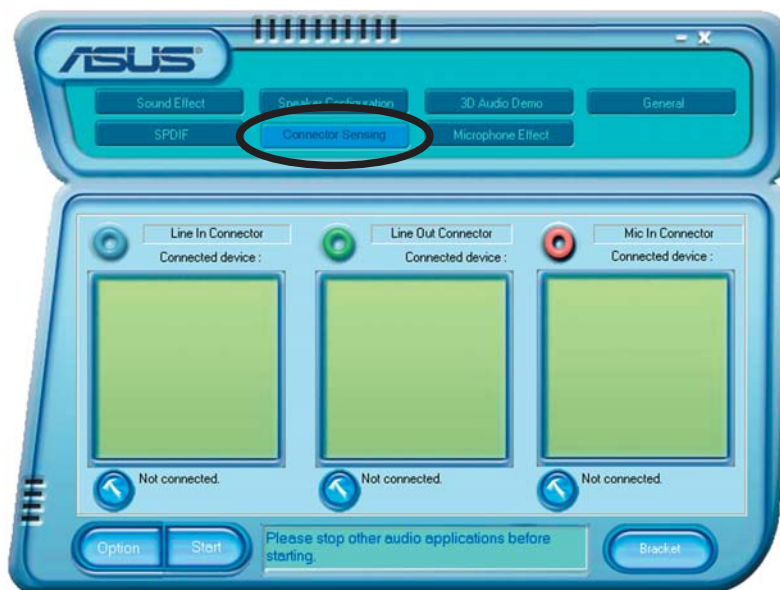 ASUS
- X
Sound Effect Speaker Configuration 3D Audio Demo General
SPDIF Connector Sensing Microphone Effect
Line In Connector Line Out Connector Mic In Connector
Connected device : Connected device : Connected device :
Not connected. Not connected. Not connected.
Option Start Please stop other audio applications before
starting. Bracket